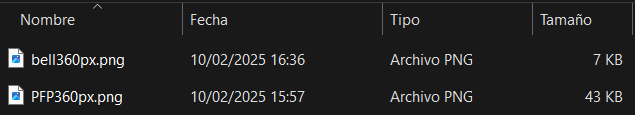 Nombre Fecha Tipo Tamaño
bell360px.png 10/02/2025 16:36 Archivo PNG 7 KB
PFP360px.png 10/02/2025 15:57 Archivo PNG 43 KB